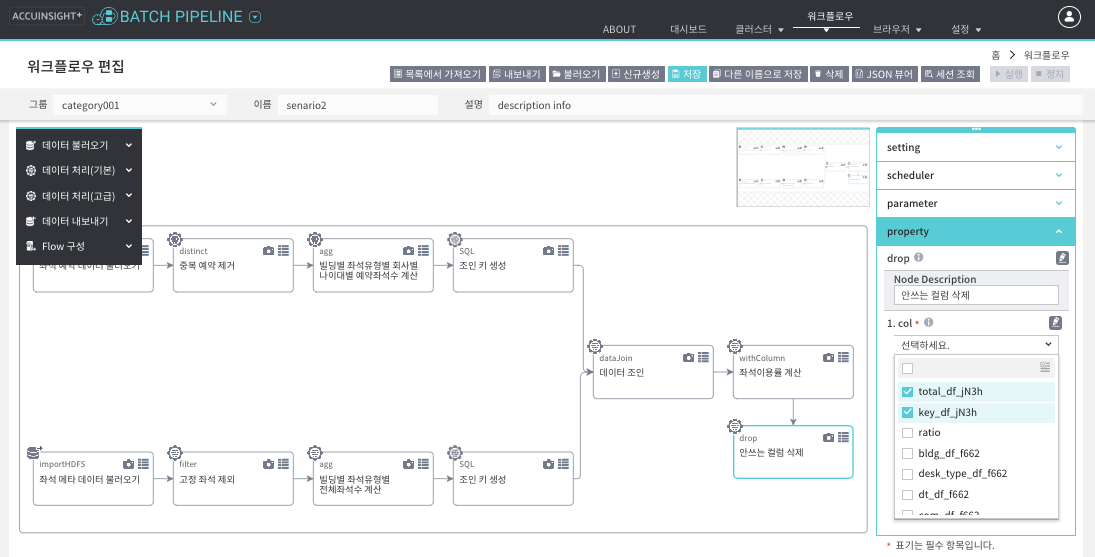 ACCUINSIGHT+
BATCH PIPELINE
ABOUT
대시보드
클러스터
워크플로우
브라우저
설정
홈
워크플로우
워크플로우 편집
목록에서 가져오기
내보내기
불러오기
신규생성
저장
다른 이름으로 저장
삭제
JSON 뷰어
세션 조회
실행
정지
그룹
category001
이름
senario2
설명
description info
데이터 불러오기
데이터 처리(기본)
데이터 처리(고급)
데이터 내보내기
Flow 구성
좌석 예약 데이터 불러오기
distinct
중복 예약 제거
agg
빌딩별 좌석유형별 회사별
나이대별 예약좌석수 계산
SQL
조인 키 생성
dataJoin
데이터 조인
withColumn
좌석이용률 계산
drop
안쓰는 컬럼 삭제
importHDFS
좌석 메타 데이터 불러오기
filter
고정 좌석 제외
agg
빌딩별 좌석유형별
전체좌석수 계산
SQL
조인 키 생성
setting
scheduler
parameter
property
drop
Node Description
안쓰는 컬럼 삭제
1. col *
선택하세요.
total_df_jN3h
key_df_jN3h
ratio
bldg_df_f662
desk_type_df_f662
dt_df_f662
com_df_f662
* 표기는 필수 항목입니다.